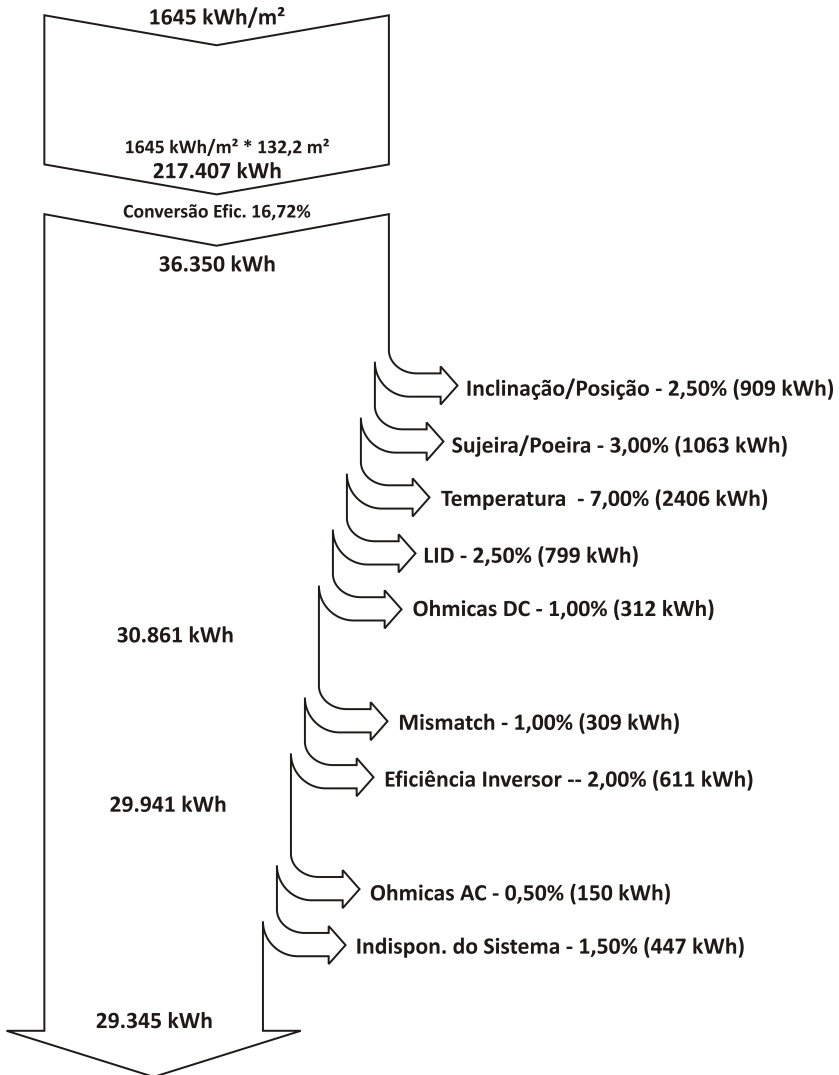 1645 kWh/m²
1645 kWh/m² * 132,2 m²
217.407 kWh
Conversão Efic. 16,72%
36.350 kWh
Inclinação/Posição - 2,50% (909 kWh)
Sujeira/Poeira - 3,00% (1063 kWh)
Temperatura - 7,00% (2406 kWh)
LID - 2,50% (799 kWh)
Ohmicas DC - 1,00% (312 kWh)
30.861 kWh
Mismatch - 1,00% (309 kWh)
Eficiência Inversor -- 2,00% (611 kWh)
29.941 kWh
Ohmicas AC - 0,50% (150 kWh)
Indispon. do Sistema - 1,50% (447 kWh)
29.345 kWh